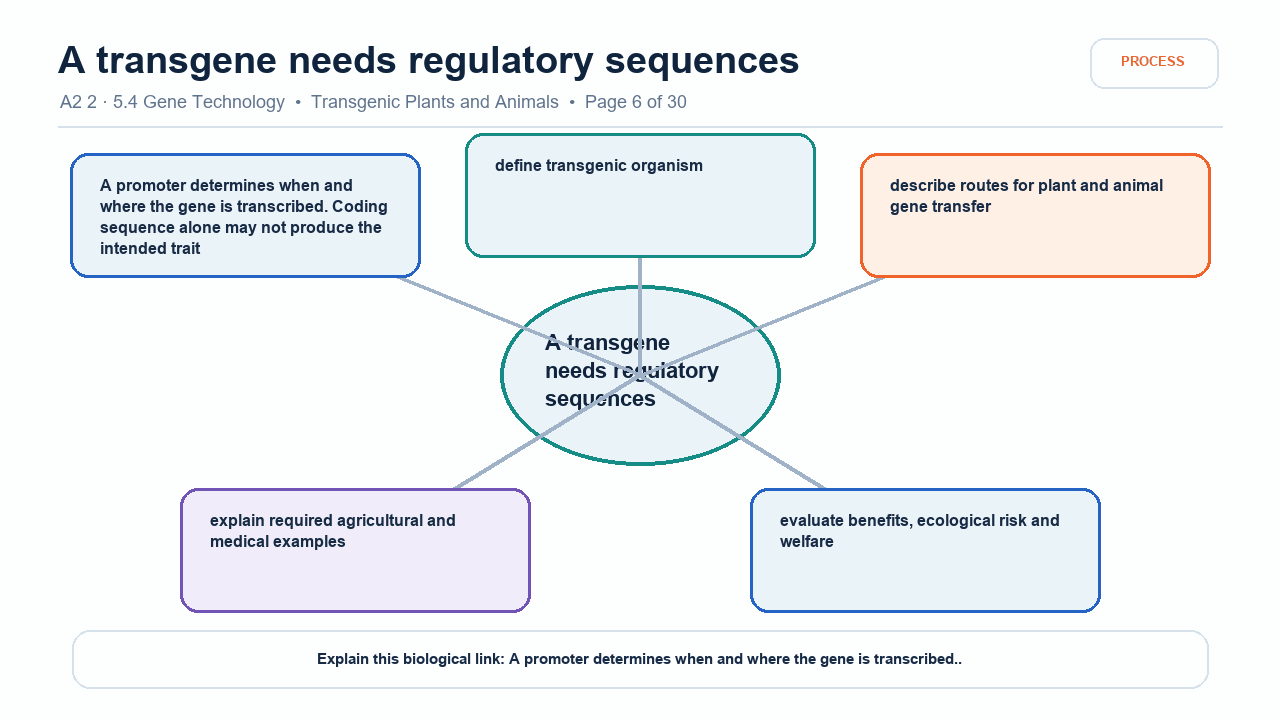 A transgene needs regulatory sequences
PROCESS
A2 2 · 5.4 Gene Technology • Transgenic Plants and Animals • Page 6 of 30
A promoter determines when and
where the gene is transcribed. Coding
sequence alone may not produce the
intended trait
define transgenic organism
describe routes for plant and animal
gene transfer
A transgene
needs regulatory
sequences
explain required agricultural and
medical examples
evaluate benefits, ecological risk and
welfare
Explain this biological link: A promoter determines when and where the gene is transcribed..